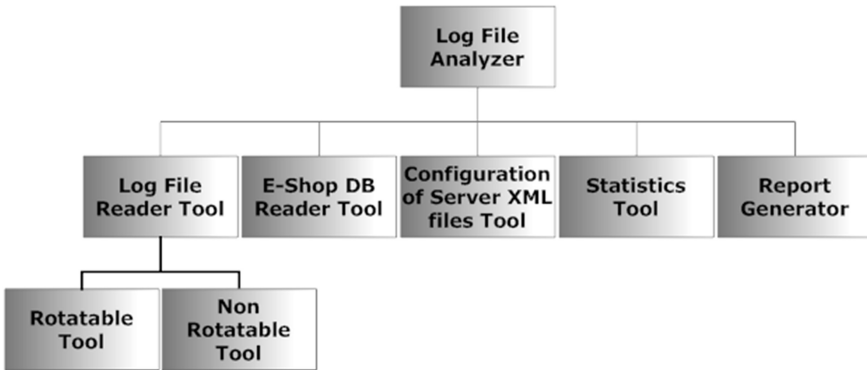 Log File
Analyzer
Log File
Reader Tool
E-Shop DB
Reader Tool
Configuration
of Server XML
files Tool
Statistics
Tool
Report
Generator
Rotatable
Tool
Non
Rotatable
Tool